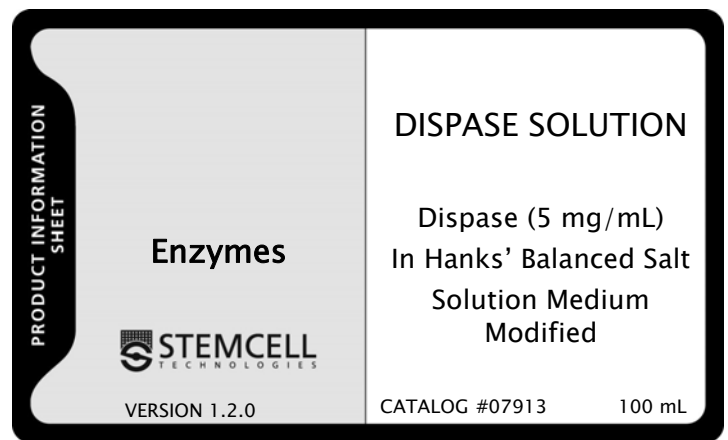 PRODUCT INFORMATION
SHEET
Enzymes
STEMCELL
TECHNOLOGIES
VERSION 1.2.0
DISPASE SOLUTION
Dispase (5 mg/mL)
In Hanks’ Balanced Salt
Solution Medium
Modified
CATALOG #07913 100 mL